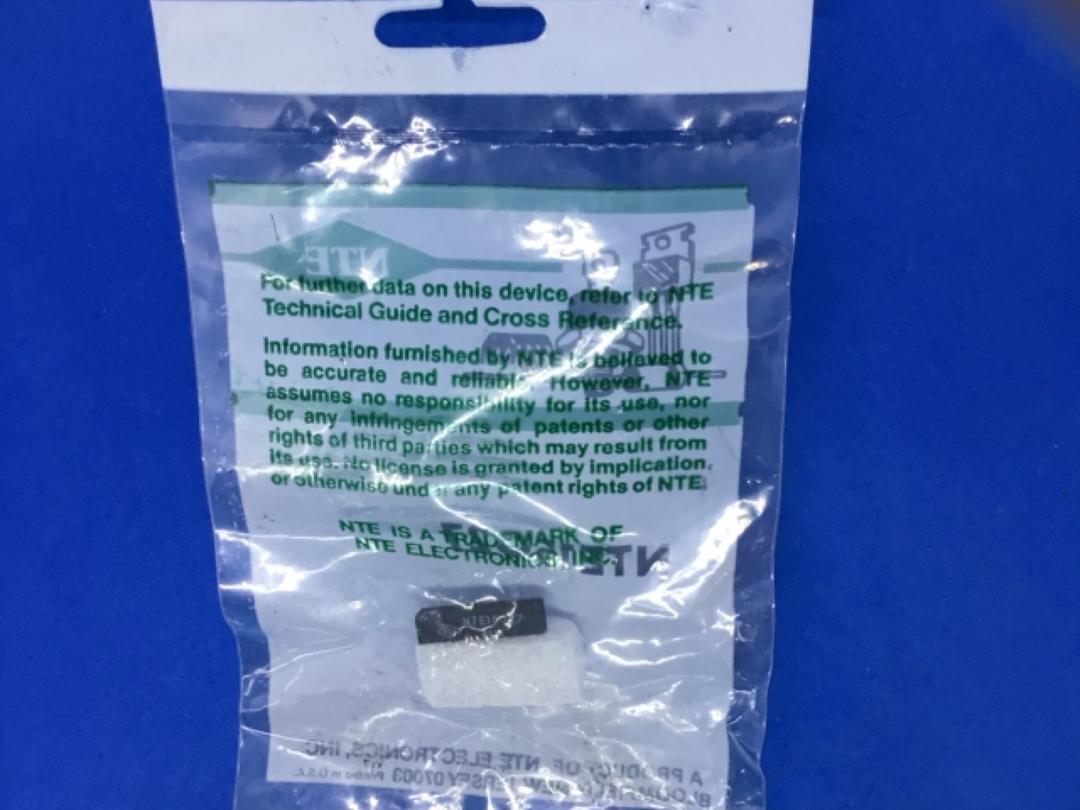 NTE
For further data on this device, refer to NTE
Technical Guide and Cross Reference.
Information furnished by NTE is believed to
be accurate and reliable. However, NTE
assumes no responsibility for its use, nor
for any infringements of patents or other
rights of third parties which may result from
its use. No license is granted by implication,
or otherwise under any patent rights of NTE.
NTE IS A TRADEMARK OF
NTE ELECTRONICS INC.
A PRODUCT OF NTE ELECTRONICS, INC.
BLOOMFIELD, NEW JERSEY 07003 Printed in U.S.A.